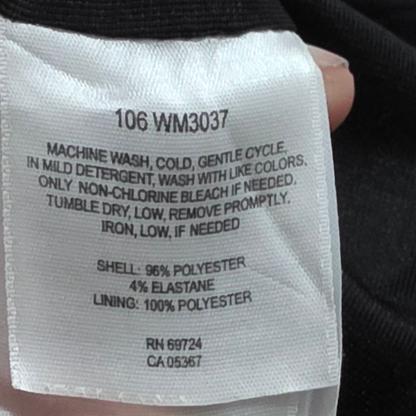 106 WM3037
MACHINE WASH, COLD, GENTLE CYCLE,
IN MILD DETERGENT, WASH WITH LIKE COLORS,
ONLY NON-CHLORINE BLEACH IF NEEDED.
TUMBLE DRY, LOW, REMOVE PROMPTLY.
IRON, LOW, IF NEEDED
SHELL: 96% POLYESTER
4% ELASTANE
LINING: 100% POLYESTER
RN 69724
CA 05367